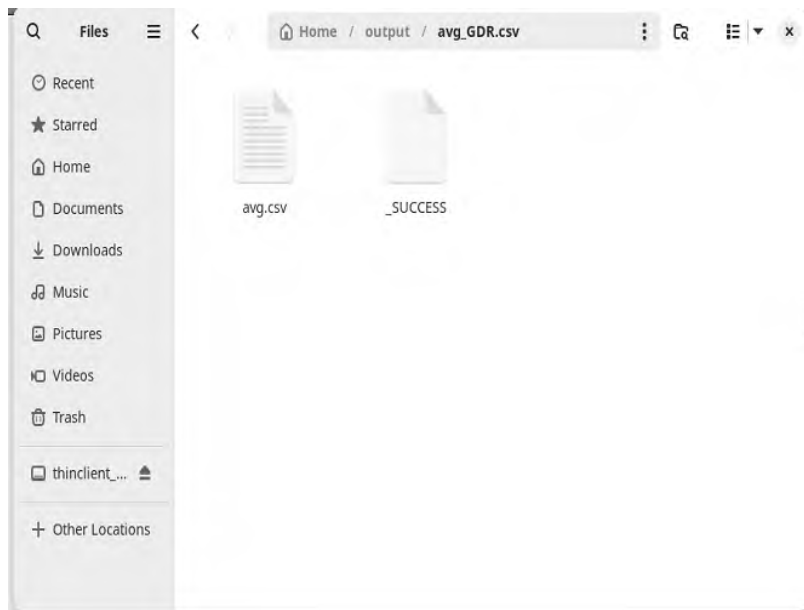 Files
Home / output / avg_GDR.csv
Recent
Starred
Home
Documents
Downloads
Music
Pictures
Videos
Trash
thinclient_...
Other Locations
avg.csv
_SUCCESS